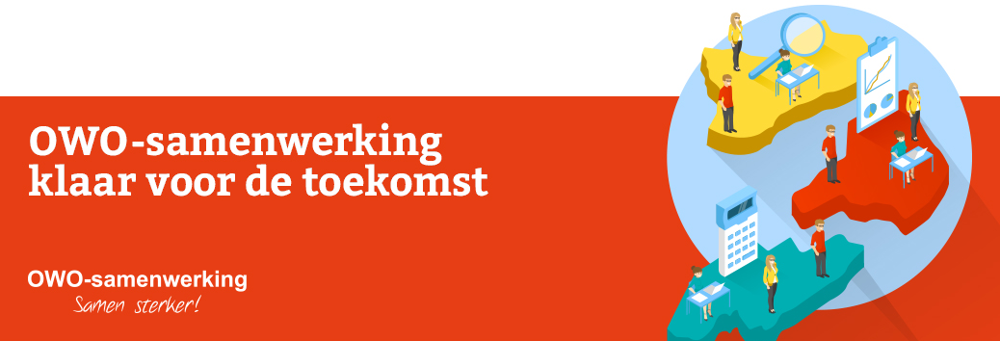 OWO-samenwerking
klaar voor de toekomst
OWO-samenwerking
Samen sterker!